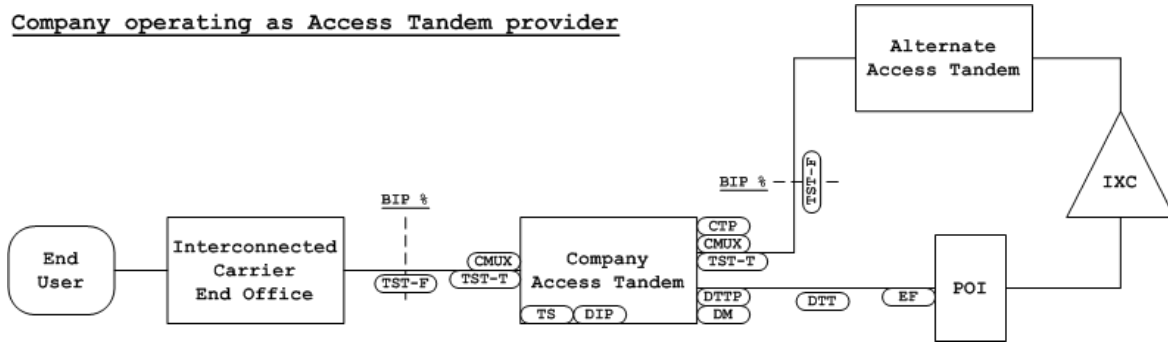 Company operating as Access Tandem provider
Alternate
Access Tandem
TST-F
BIP %
IXC
BIP %
End
User
Interconnected
Carrier
End Office
TST-F
CMUX
TST-T
Company
Access Tandem
TS
DIP
CTP
CMUX
TST-T
DTTP
DM
DTT
EF
POI